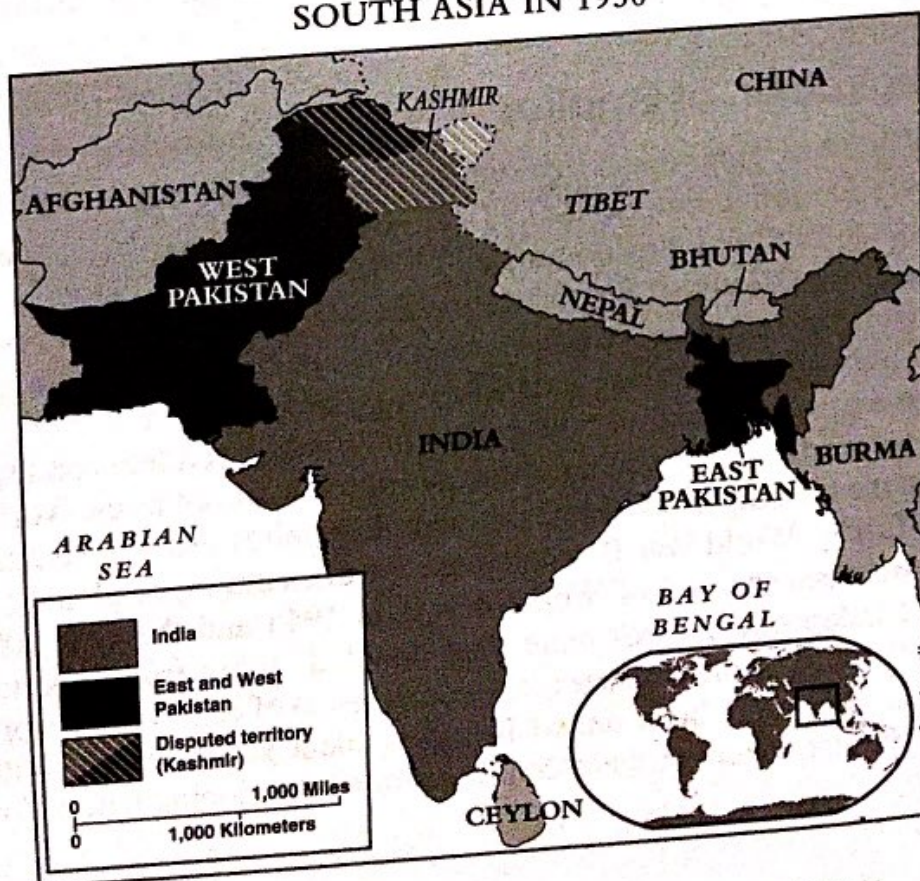 SOUTH ASIA IN 1950
KASHMIR
CHINA
AFGHANISTAN
TIBET
WEST
PAKISTAN
BHUTAN
NEPAL
INDIA
BURMA
EAST
PAKISTAN
ARABIAN
SEA
BAY OF
BENGAL
India
East and West
Pakistan
Disputed territory
(Kashmir)
0 1,000 Miles
0 1,000 Kilometers
CEYLON